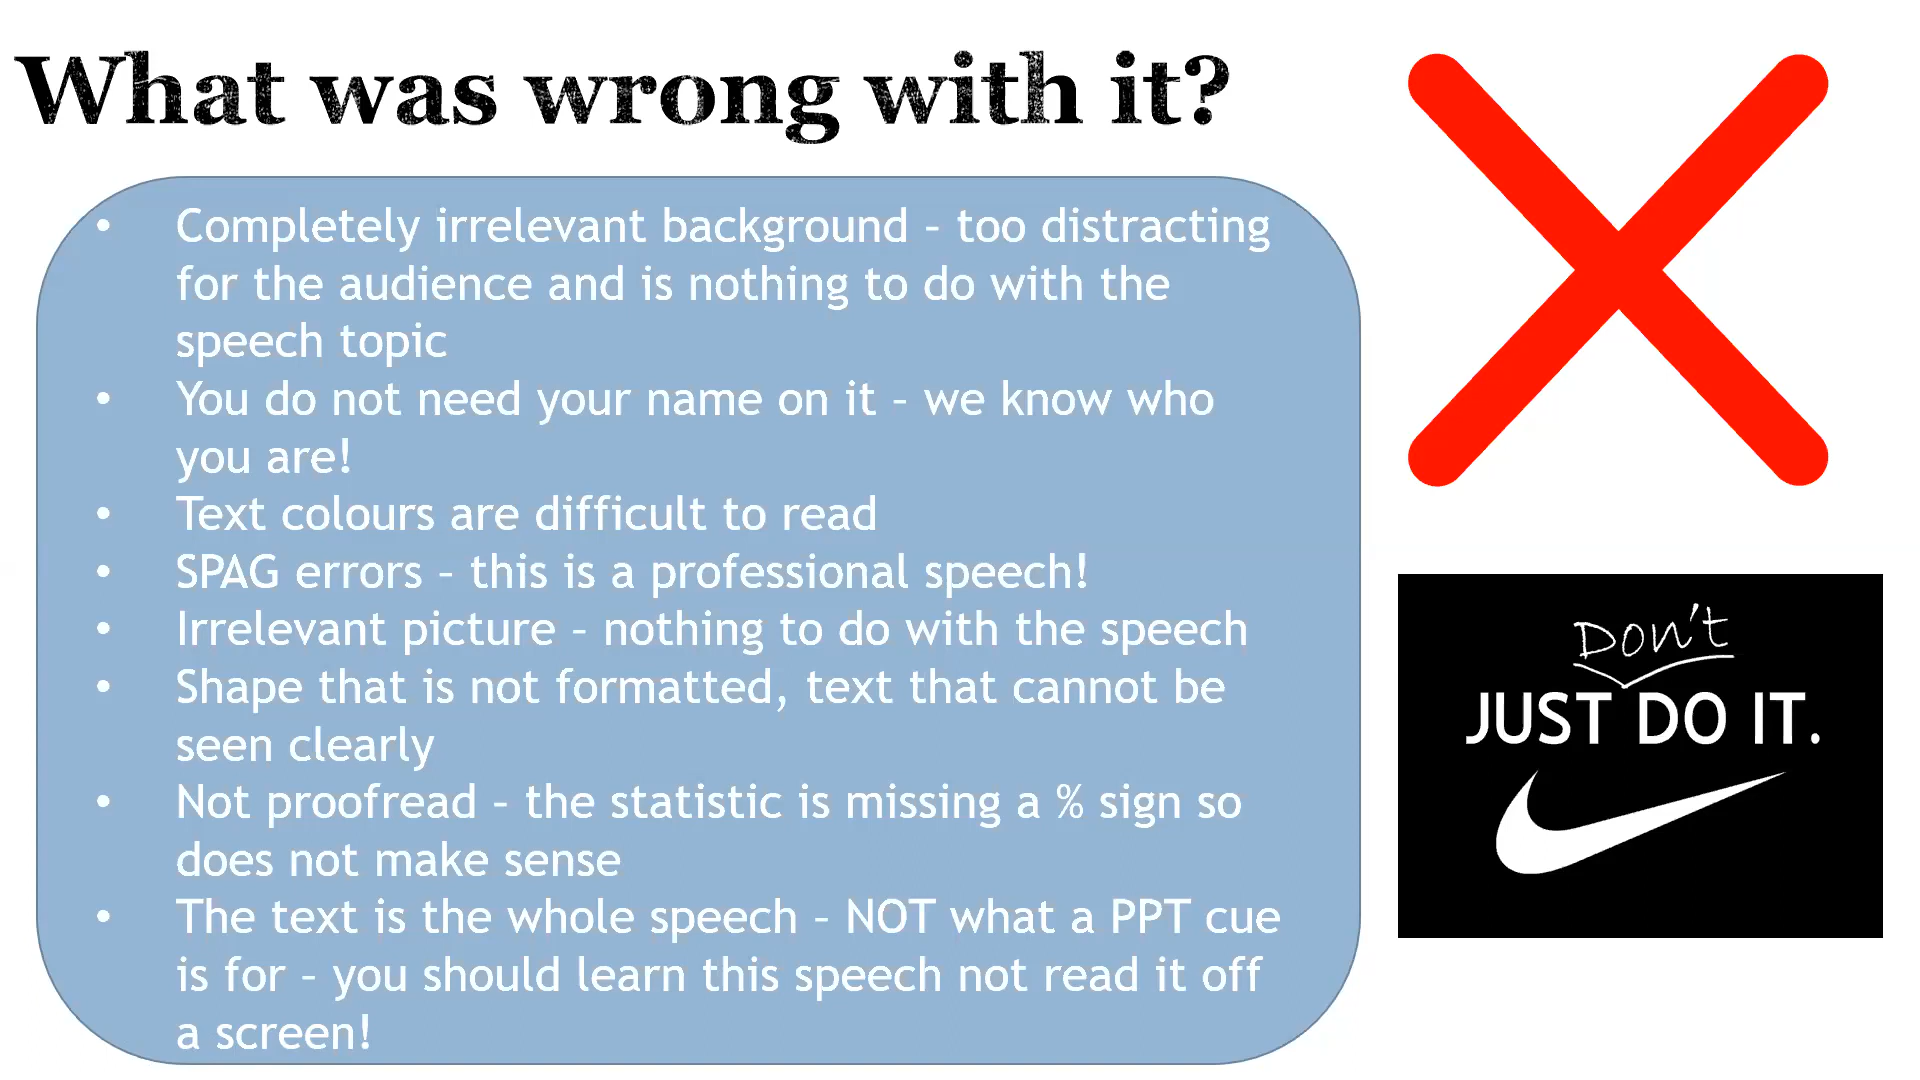 What was wrong with it?
• Completely irrelevant background – too distracting
for the audience and is nothing to do with the
speech topic
• You do not need your name on it – we know who
you are!
• Text colours are difficult to read
• SPAG errors – this is a professional speech!
• Irrelevant picture – nothing to do with the speech
• Shape that is not formatted, text that cannot be
seen clearly
• Not proofread – the statistic is missing a % sign so
does not make sense
• The text is the whole speech – NOT what a PPT cue
is for – you should learn this speech not read it off
a screen!
Don't
JUST DO IT.